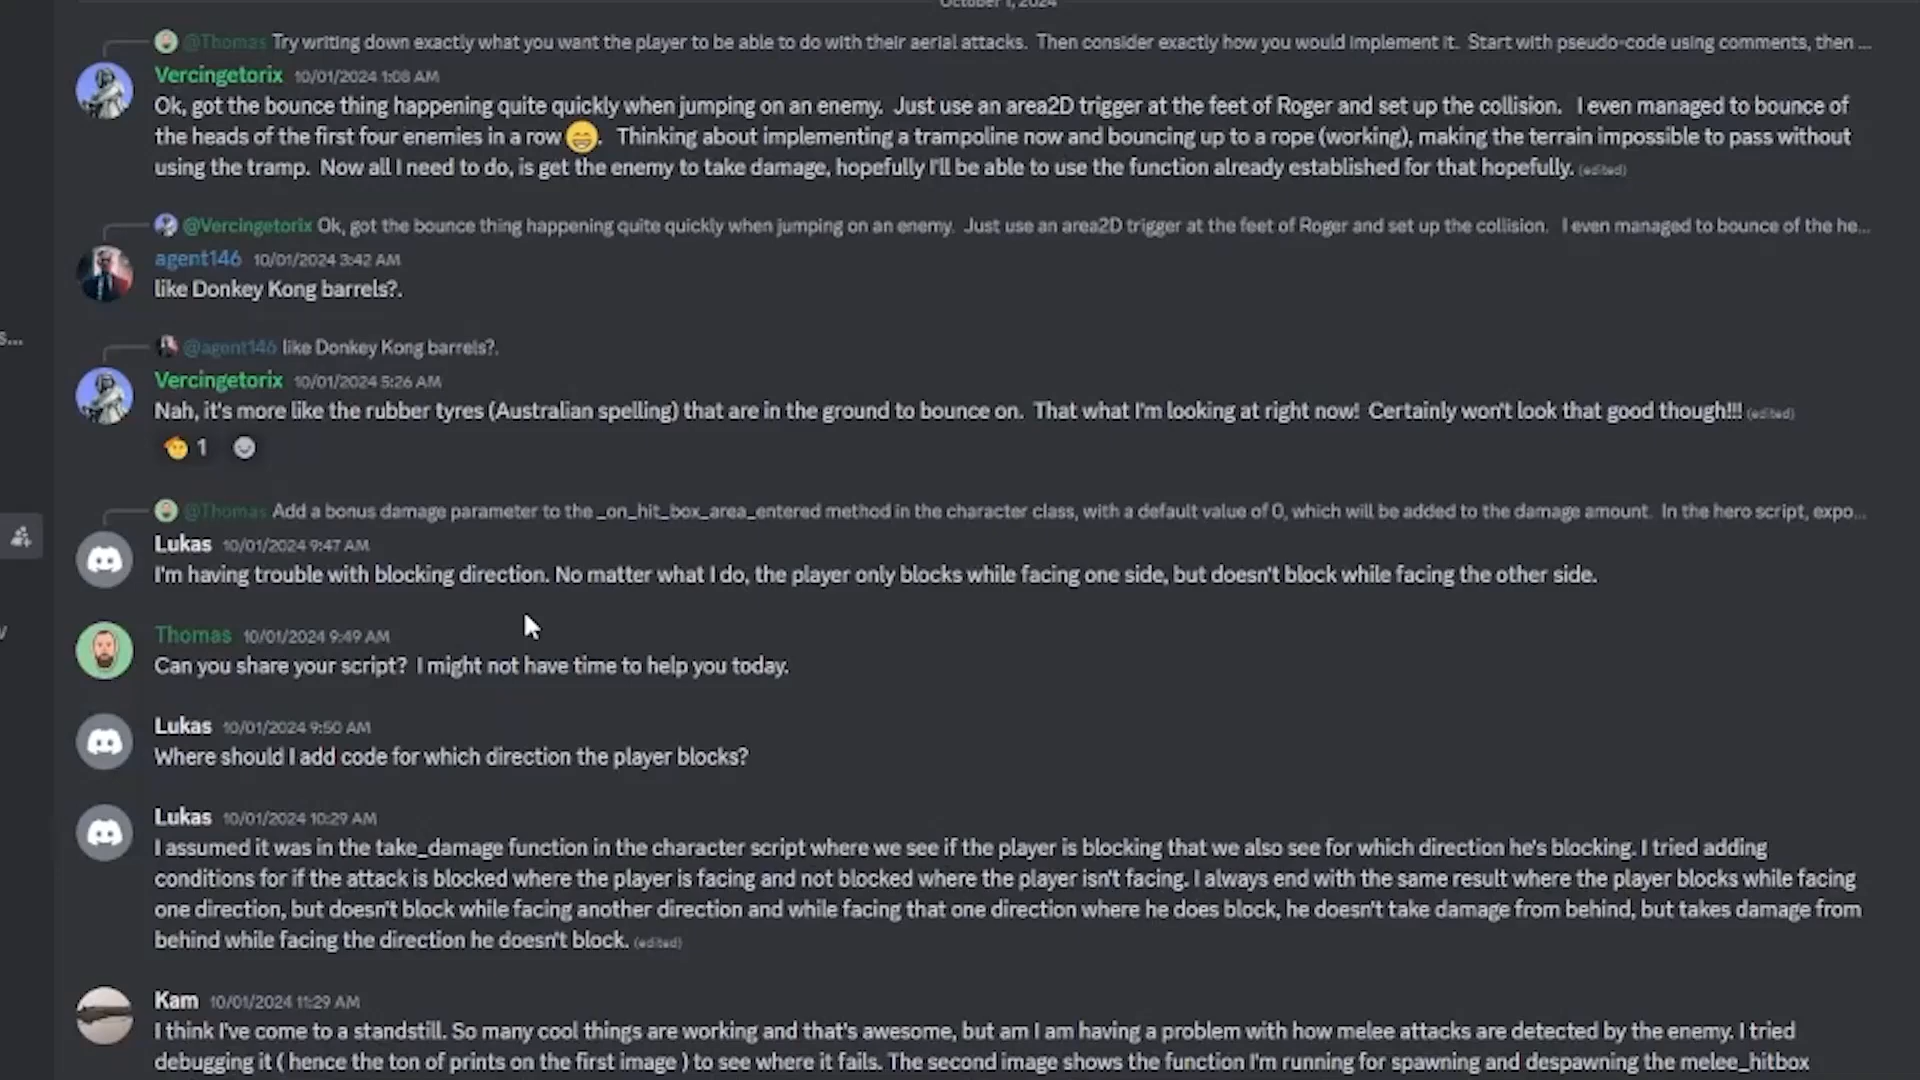 October 1, 2024
@Thomas Try writing down exactly what you want the player to be able to do with their aerial attacks. Then consider exactly how you would implement it. Start with pseudo-code using comments, then ...
Vercingetorix 10/01/2024 1:08 AM
Ok, got the bounce thing happening quite quickly when jumping on an enemy. Just use an area2D trigger at the feet of Roger and set up the collision. I even managed to bounce of
the heads of the first four enemies in a row 😄. Thinking about implementing a trampoline now and bouncing up to a rope (working), making the terrain impossible to pass without
using the tramp. Now all I need to do, is get the enemy to take damage, hopefully I'll be able to use the function already established for that hopefully. (edited)
@Vercingetorix Ok, got the bounce thing happening quite quickly when jumping on an enemy. Just use an area2D trigger at the feet of Roger and set up the collision. I even managed to bounce of the he...
agent146 10/01/2024 3:42 AM
like Donkey Kong barrels?.
s...
@agent146 like Donkey Kong barrels?.
Vercingetorix 10/01/2024 5:26 AM
Nah, it's more like the rubber tyres (Australian spelling) that are in the ground to bounce on. That what I'm looking at right now! Certainly won't look that good though!!! (edited)
1
@Thomas Add a bonus damage parameter to the _on_hit_box_area_entered method in the character class, with a default value of 0, which will be added to the damage amount. In the hero script, expo...
Lukas 10/01/2024 9:47 AM
I'm having trouble with blocking direction. No matter what I do, the player only blocks while facing one side, but doesn't block while facing the other side.
Thomas 10/01/2024 9:49 AM
Can you share your script? I might not have time to help you today.
Lukas 10/01/2024 9:50 AM
Where should I add code for which direction the player blocks?
Lukas 10/01/2024 10:29 AM
I assumed it was in the take_damage function in the character script where we see if the player is blocking that we also see for which direction he's blocking. I tried adding
conditions for if the attack is blocked where the player is facing and not blocked where the player isn't facing. I always end with the same result where the player blocks while facing
one direction, but doesn't block while facing another direction and while facing that one direction where he does block, he doesn't take damage from behind, but takes damage from
behind while facing the direction he doesn't block. (edited)
Kam 10/01/2024 11:29 AM
I think I've come to a standstill. So many cool things are working and that's awesome, but am I am having a problem with how melee attacks are detected by the enemy. I tried
debugging it ( hence the ton of prints on the first image ) to see where it fails. The second image shows the function I'm running for spawning and despawning the melee_hitbox